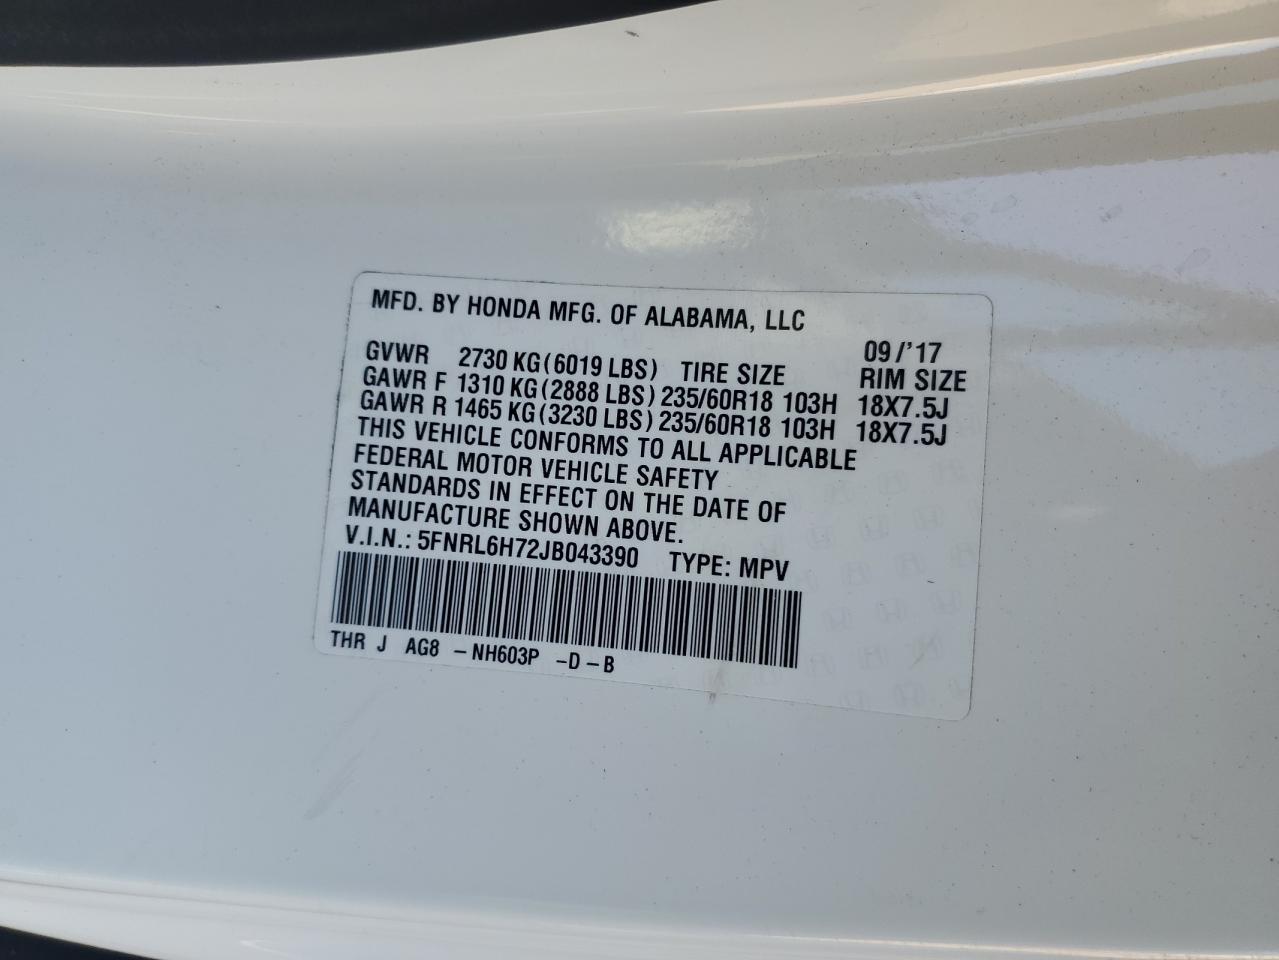 MFD. BY HONDA MFG. OF ALABAMA, LLC
09/'17
GVWR 2730 KG(6019 LBS) TIRE SIZE RIM SIZE
GAWR F 1310 KG(2888 LBS) 235/60R18 103H 18X7.5J
GAWR R 1465 KG(3230 LBS) 235/60R18 103H 18X7.5J
THIS VEHICLE CONFORMS TO ALL APPLICABLE
FEDERAL MOTOR VEHICLE SAFETY
STANDARDS IN EFFECT ON THE DATE OF
MANUFACTURE SHOWN ABOVE.
V.I.N.: 5FNRL6H72JB043390 TYPE: MPV
THR J AG8 -NH603P -D-B